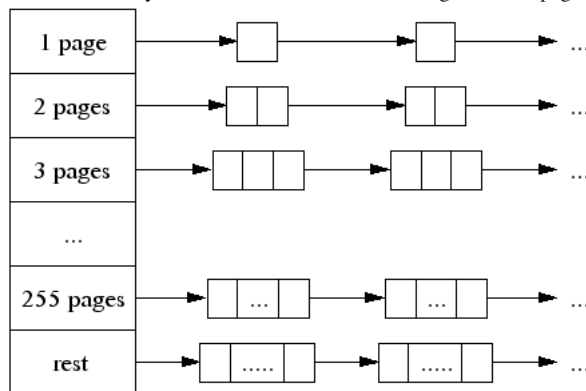 1 page ...
2 pages ...
3 pages ...
...
255 pages ... ... ...
rest ..... ..... ...